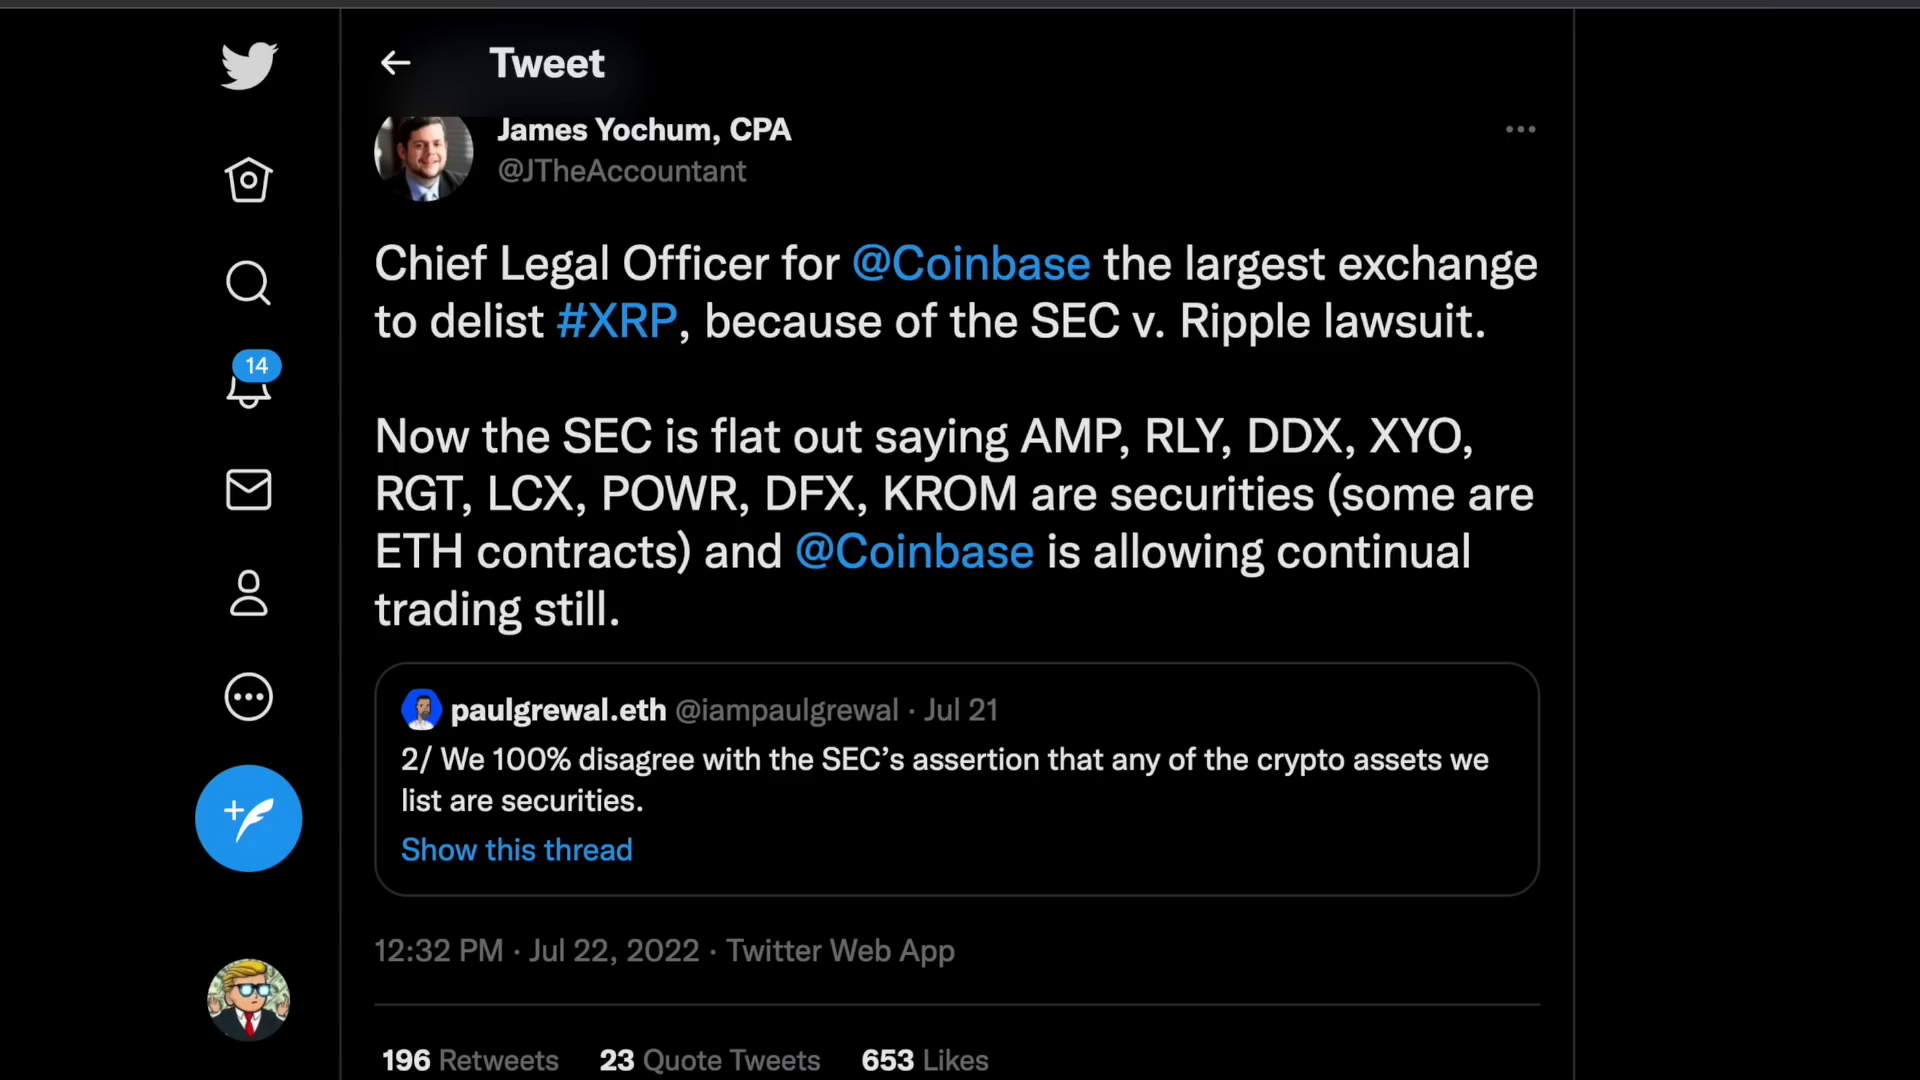 Tweet
James Yochum, CPA
@JTheAccountant
Chief Legal Officer for @Coinbase the largest exchange
to delist #XRP, because of the SEC v. Ripple lawsuit.
14
Now the SEC is flat out saying AMP, RLY, DDX, XYO,
RGT, LCX, POWR, DFX, KROM are securities (some are
ETH contracts) and @Coinbase is allowing continual
trading still.
paulgrewal.eth @iampaulgrewal · Jul 21
2/ We 100% disagree with the SEC’s assertion that any of the crypto assets we
list are securities.
Show this thread
12:32 PM · Jul 22, 2022 · Twitter Web App
196 Retweets 23 Quote Tweets 653 Likes